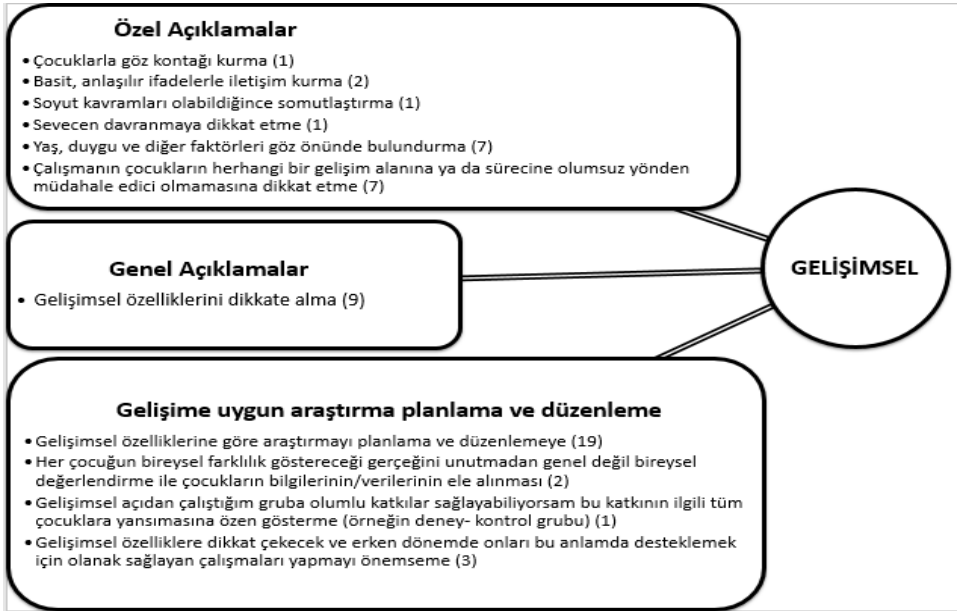 Özel Açıklamalar
• Çocuklarla göz kontağı kurma (1)
• Basit, anlaşılır ifadelerle iletişim kurma (2)
• Soyut kavramları olabildiğince somutlaştırma (1)
• Sevecen davranmaya dikkat etme (1)
• Yaş, duygu ve diğer faktörleri göz önünde bulundurma (7)
• Çalışmanın çocukların herhangi bir gelişim alanına ya da sürecine olumsuz yönden
müdahale edici olmamasına dikkat etme (7)
Genel Açıklamalar
• Gelişimsel özelliklerini dikkate alma (9)
GELİŞİMSEL
Gelişime uygun araştırma planlama ve düzenleme
• Gelişimsel özelliklerine göre araştırmayı planlama ve düzenlemeye (19)
• Her çocuğun bireysel farklılık göstereceği gerçeğini unutmadan genel değil bireysel
değerlendirme ile çocukların bilgilerinin/verilerinin ele alınması (2)
• Gelişimsel açıdan çalıştığım gruba olumlu katkılar sağlayabiliyorsam bu katkının ilgili tüm
çocuklara yansımasına özen gösterme (örneğin deney- kontrol grubu) (1)
• Gelişimsel özelliklere dikkat çekecek ve erken dönemde onları bu anlamda desteklemek
için olanak sağlayan çalışmaları yapmayı önemseme (3)